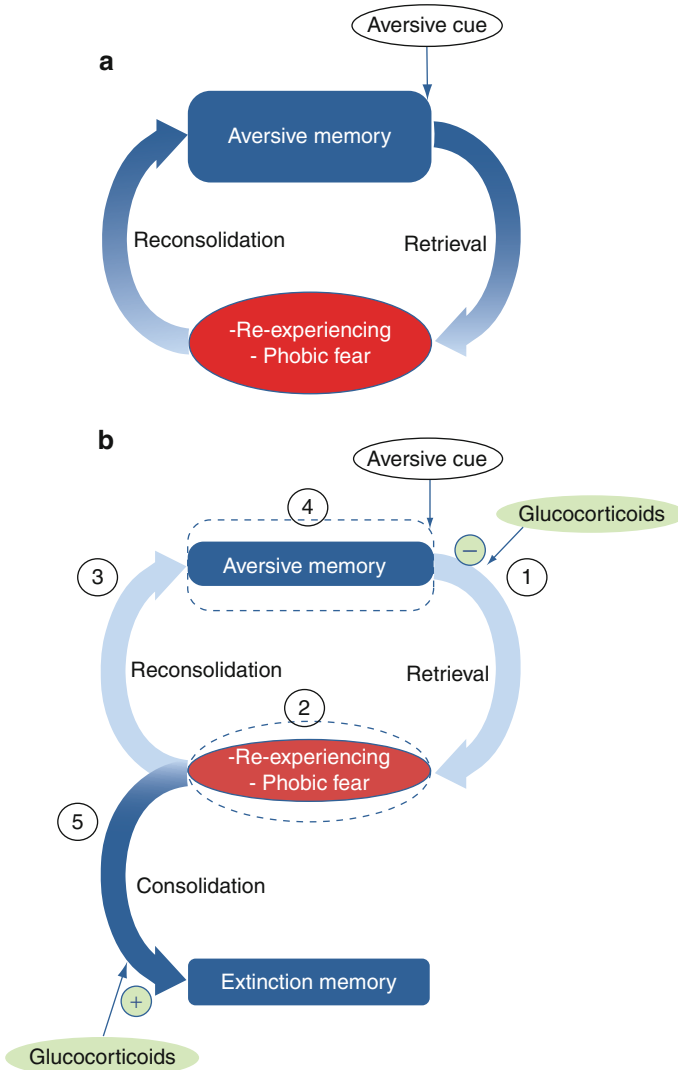 Aversive cue
a
Aversive memory
Reconsolidation
Retrieval
-Re-experiencing
- Phobic fear
b
Aversive cue
4
Glucocorticoids
−
3
Aversive memory
1
Reconsolidation
Retrieval
2
-Re-experiencing
- Phobic fear
5
Consolidation
Extinction memory
+
Glucocorticoids